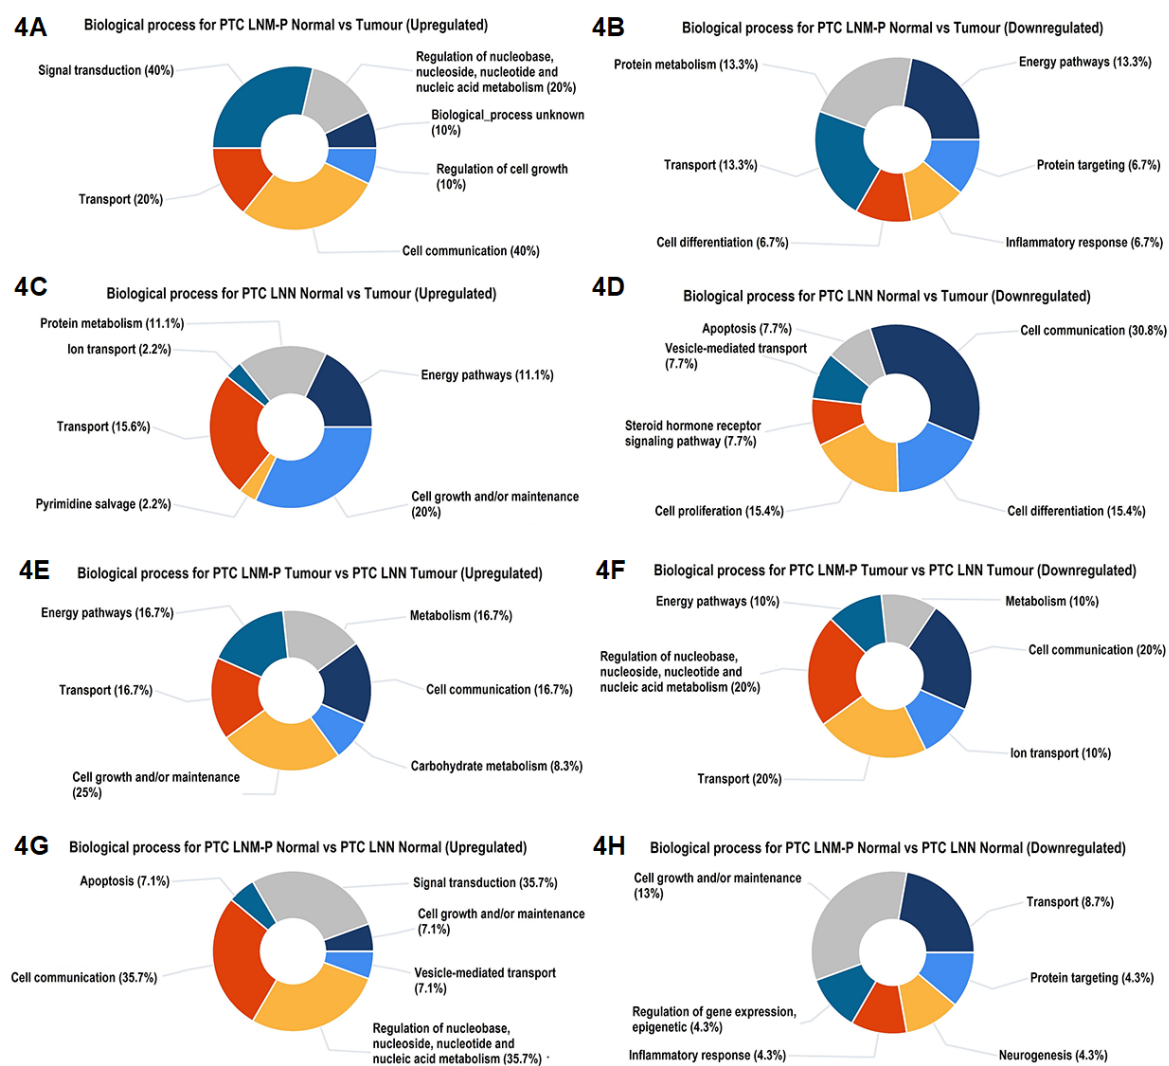 4A
Biological process for PTC LNM-P Normal vs Tumour (Upregulated)
Signal transduction (40%)
Regulation of nucleobase,
nucleoside, nucleotide and
nucleic acid metabolism (20%)
Biological_process unknown
(10%)
Regulation of cell growth
(10%)
Transport (20%)
Cell communication (40%)
4B
Biological process for PTC LNM-P Normal vs Tumour (Downregulated)
Protein metabolism (13.3%)
Energy pathways (13.3%)
Transport (13.3%)
Protein targeting (6.7%)
Cell differentiation (6.7%)
Inflammatory response (6.7%)
4C
Biological process for PTC LNN Normal vs Tumour (Upregulated)
Protein metabolism (11.1%)
Ion transport (2.2%)
Energy pathways (11.1%)
Transport (15.6%)
Pyrimidine salvage (2.2%)
Cell growth and/or maintenance
(20%)
4D
Biological process for PTC LNN Normal vs Tumour (Downregulated)
Apoptosis (7.7%)
Cell communication (30.8%)
Vesicle-mediated transport
(7.7%)
Steroid hormone receptor
signaling pathway (7.7%)
Cell proliferation (15.4%)
Cell differentiation (15.4%)
4E
Biological process for PTC LNM-P Tumour vs PTC LNN Tumour (Upregulated)
Energy pathways (16.7%)
Metabolism (16.7%)
Transport (16.7%)
Cell communication (16.7%)
Carbohydrate metabolism (8.3%)
Cell growth and/or maintenance
(25%)
4F
Biological process for PTC LNM-P Tumour vs PTC LNN Tumour (Downregulated)
Energy pathways (10%)
Metabolism (10%)
Regulation of nucleobase,
nucleoside, nucleotide and
nucleic acid metabolism (20%)
Cell communication (20%)
Ion transport (10%)
Transport (20%)
4G
Biological process for PTC LNM-P Normal vs PTC LNN Normal (Upregulated)
Apoptosis (7.1%)
Signal transduction (35.7%)
Cell growth and/or maintenance
(7.1%)
Cell communication (35.7%)
Vesicle-mediated transport
(7.1%)
Regulation of nucleobase,
nucleoside, nucleotide and
nucleic acid metabolism (35.7%)
4H
Biological process for PTC LNM-P Normal vs PTC LNN Normal (Downregulated)
Cell growth and/or maintenance
(13%)
Transport (8.7%)
Protein targeting (4.3%)
Regulation of gene expression,
epigenetic (4.3%)
Inflammatory response (4.3%)
Neurogenesis (4.3%)